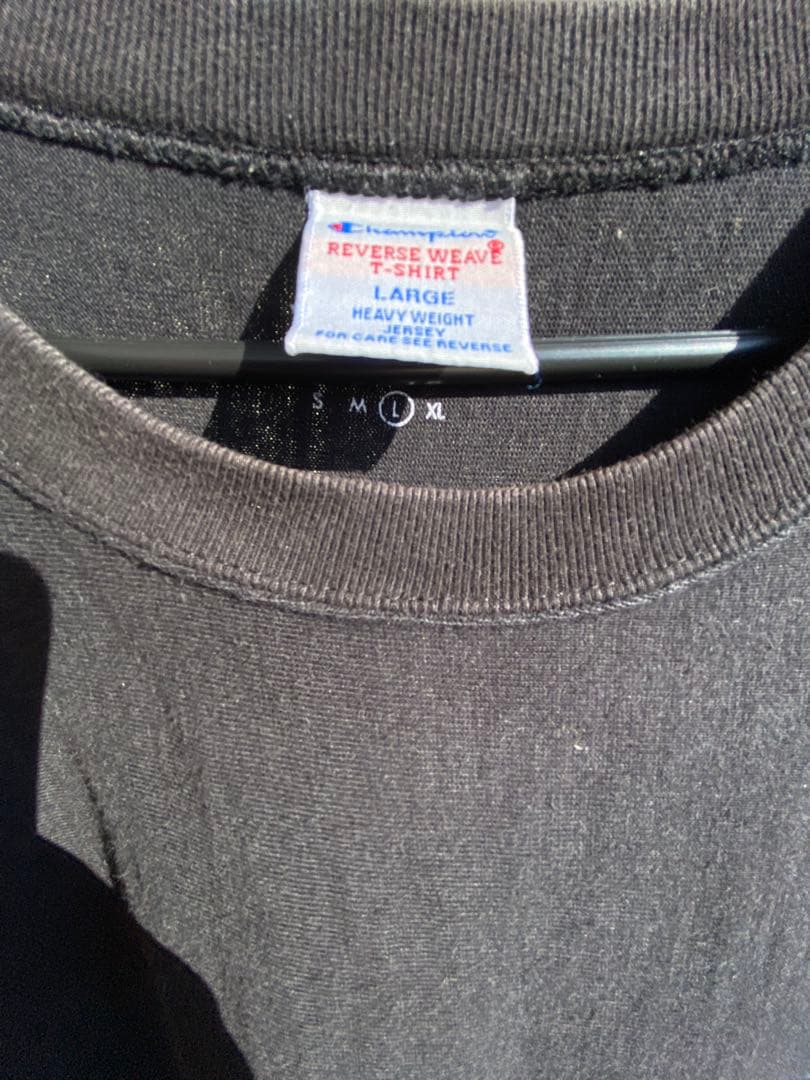 Champion
REVERSE WEAVE®
T-SHIRT
LARGE
HEAVY WEIGHT
JERSEY
FOR CARE SEE REVERSE
S M L XL